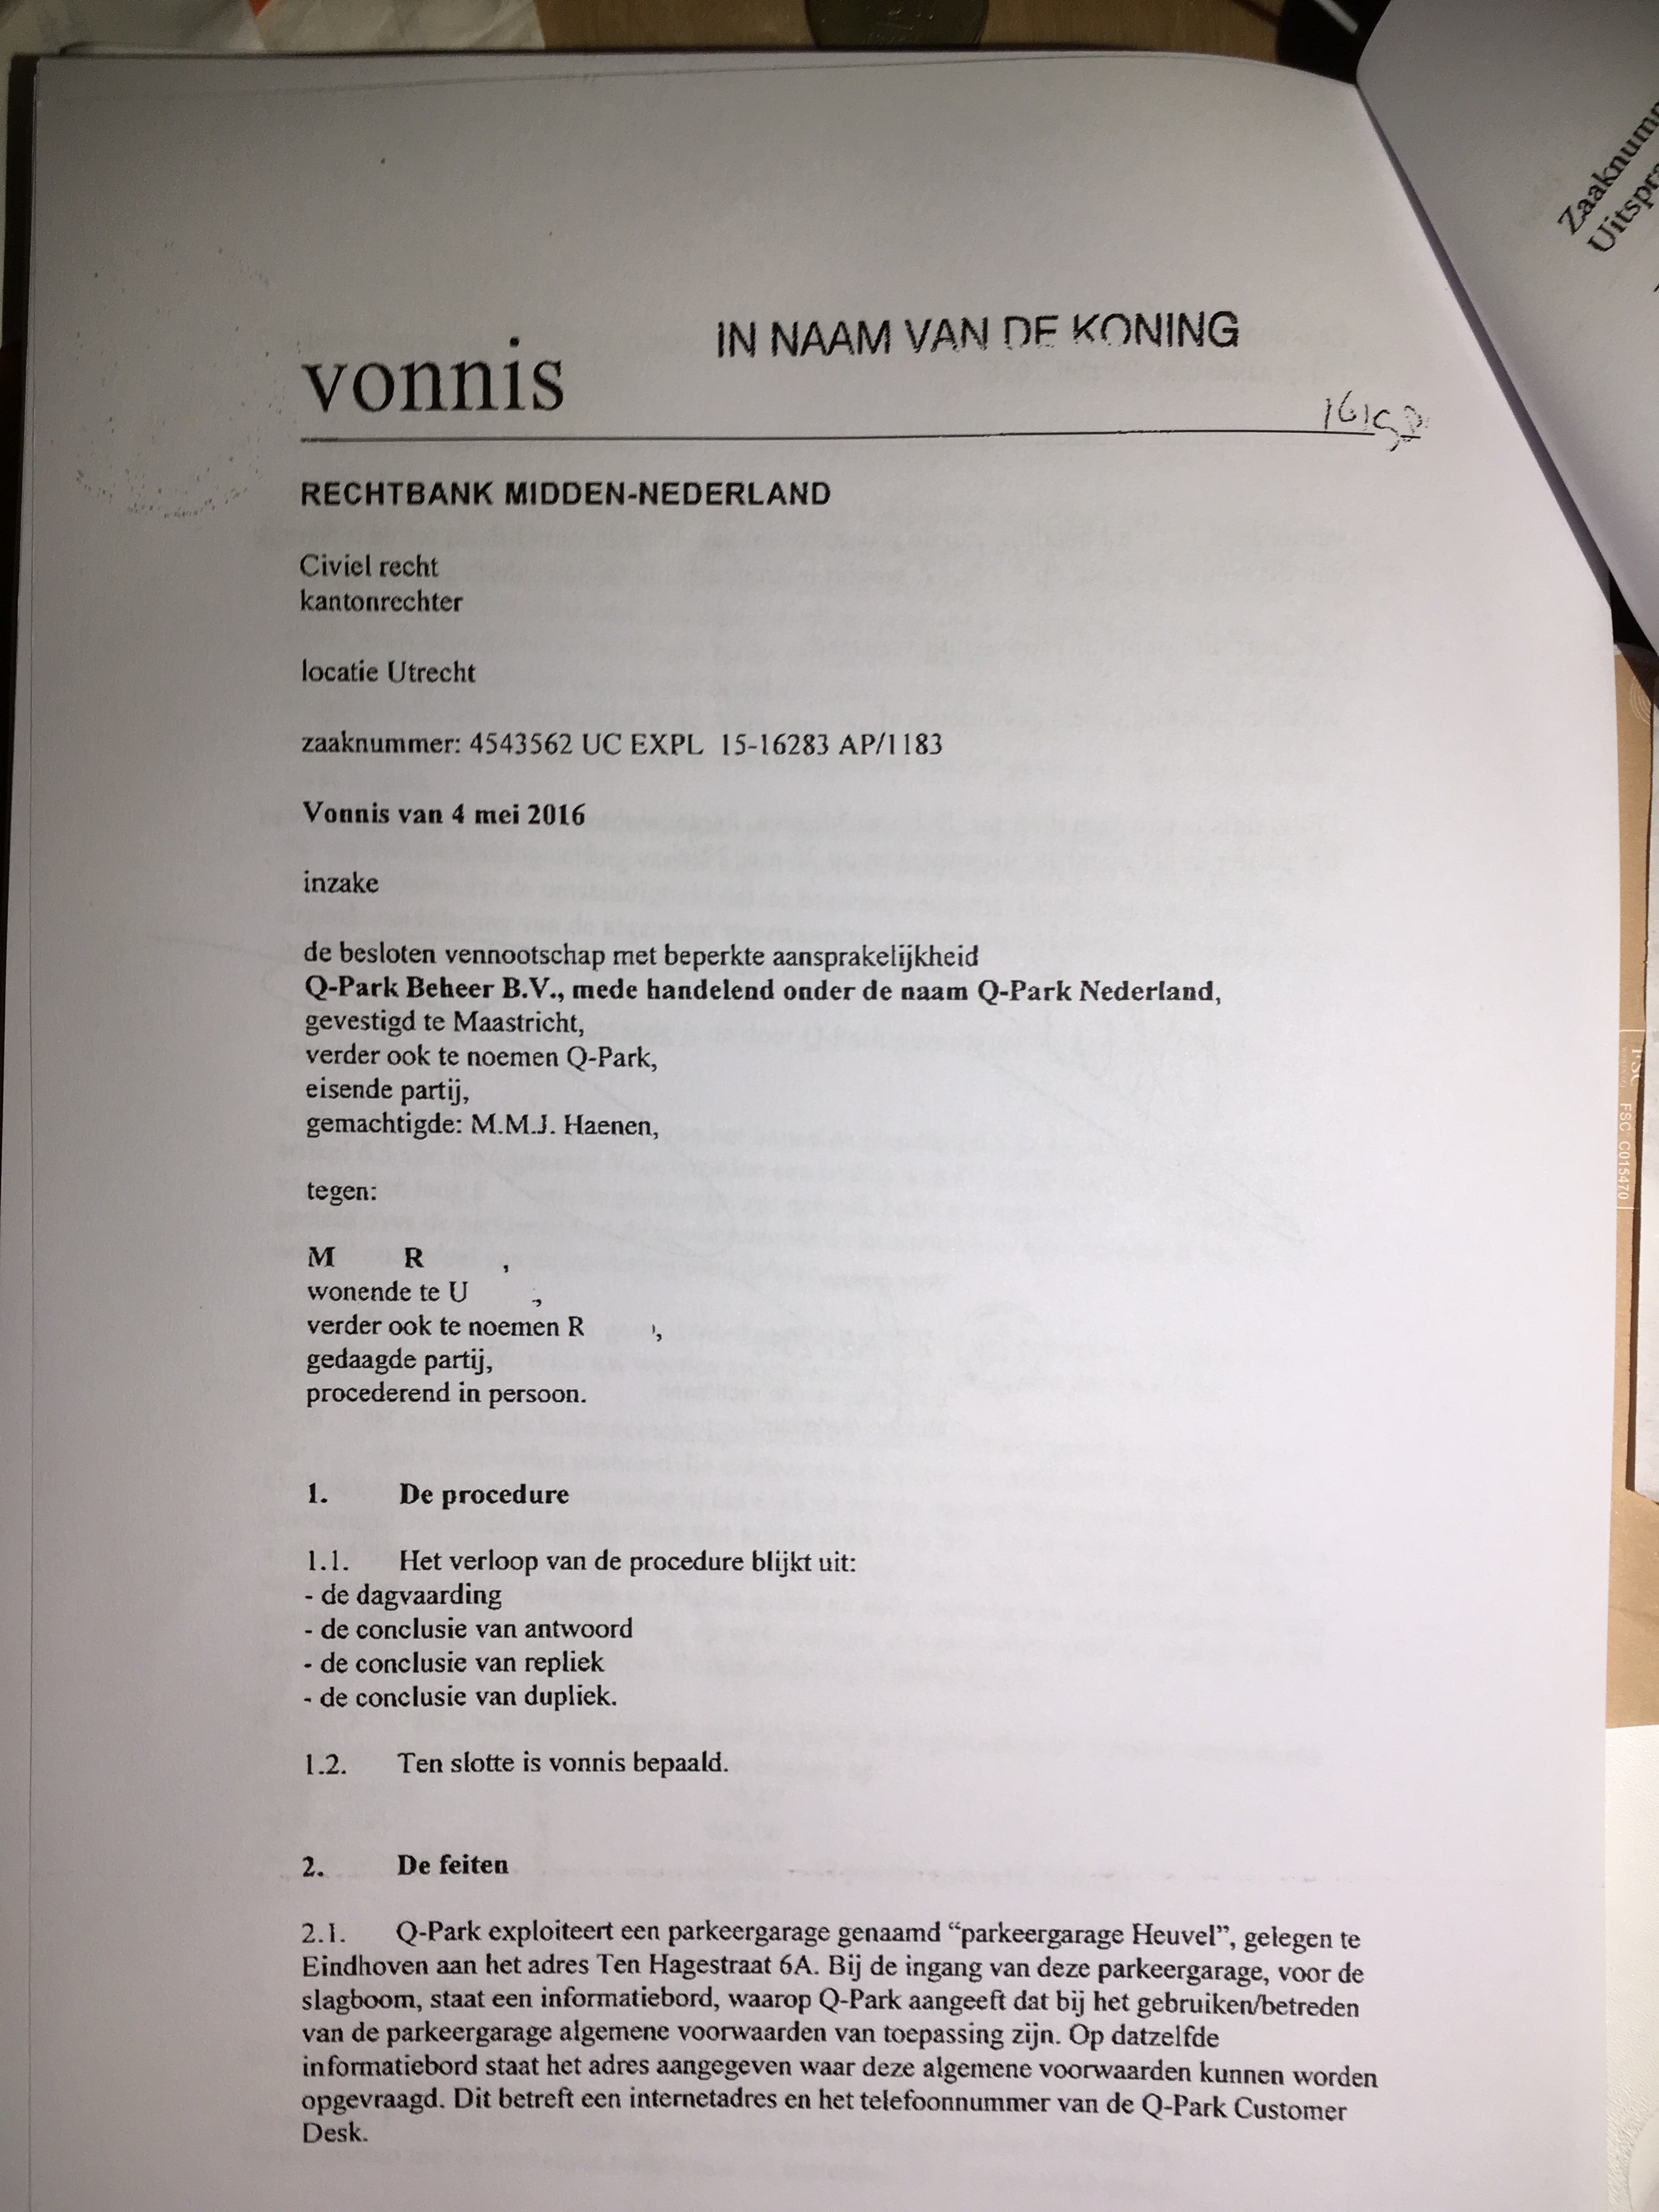 Zaaknum
Uitspr
IN NAAM VAN DE KONING
vonnis
RECHTBANK MIDDEN-NEDERLAND
Civiel recht
kantonrechter
locatie Utrecht
zaaknummer: 4543562 UC EXPL 15-16283 AP/1183
Vonnis van 4 mei 2016
inzake
de besloten vennootschap met beperkte aansprakelijkheid
Q-Park Beheer B.V., mede handelend onder de naam Q-Park Nederland,
gevestigd te Maastricht,
verder ook te noemen Q-Park,
eisende partij,
gemachtigde: M.M.J. Haenen,
tegen:
M R ,
wonende te U ,
verder ook te noemen R ,
gedaagde partij,
procederend in persoon.
1. De procedure
1.1. Het verloop van de procedure blijkt uit:
- de dagvaarding
- de conclusie van antwoord
- de conclusie van repliek
- de conclusie van dupliek.
1.2. Ten slotte is vonnis bepaald.
2. De feiten
2.1. Q-Park exploiteert een parkeergarage genaamd “parkeergarage Heuvel”, gelegen te
Eindhoven aan het adres Ten Hagestraat 6A. Bij de ingang van deze parkeergarage, voor de
slagboom, staat een informatiebord, waarop Q-Park aangeeft dat bij het gebruiken/betreden
van de parkeergarage algemene voorwaarden van toepassing zijn. Op datzelfde
informatiebord staat het adres aangegeven waar deze algemene voorwaarden kunnen worden
opgevraagd. Dit betreft een internetadres en het telefoonnummer van de Q-Park Customer
Desk.
FSC C015470